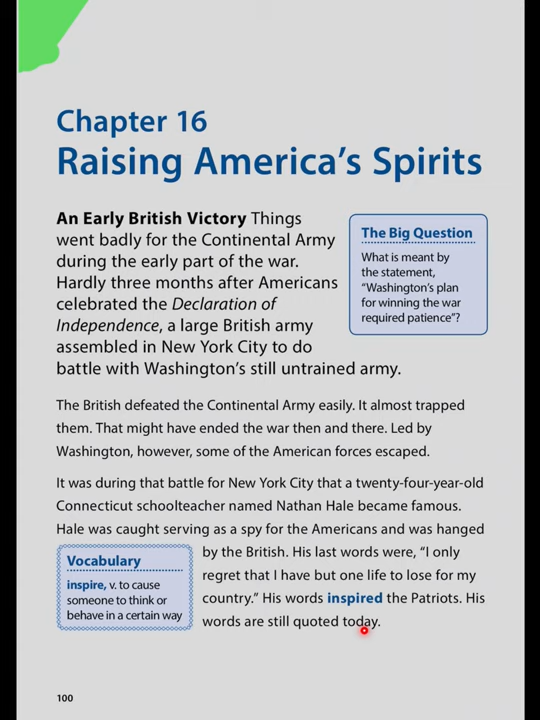 Chapter 16
Raising America's Spirits
An Early British Victory Things
went badly for the Continental Army
during the early part of the war.
Hardly three months after Americans
celebrated the Declaration of
Independence, a large British army
assembled in New York City to do
battle with Washington's still untrained army.
The Big Question
What is meant by
the statement,
"Washington's plan
for winning the war
required patience"?
The British defeated the Continental Army easily. It almost trapped
them. That might have ended the war then and there. Led by
Washington, however, some of the American forces escaped.
It was during that battle for New York City that a twenty-four-year-old
Connecticut schoolteacher named Nathan Hale became famous.
Hale was caught serving as a spy for the Americans and was hanged
by the British. His last words were, "I only
regret that I have but one life to lose for my
country." His words inspired the Patriots. His
words are still quoted today.
Vocabulary
inspire, v. to cause
someone to think or
behave in a certain way
100